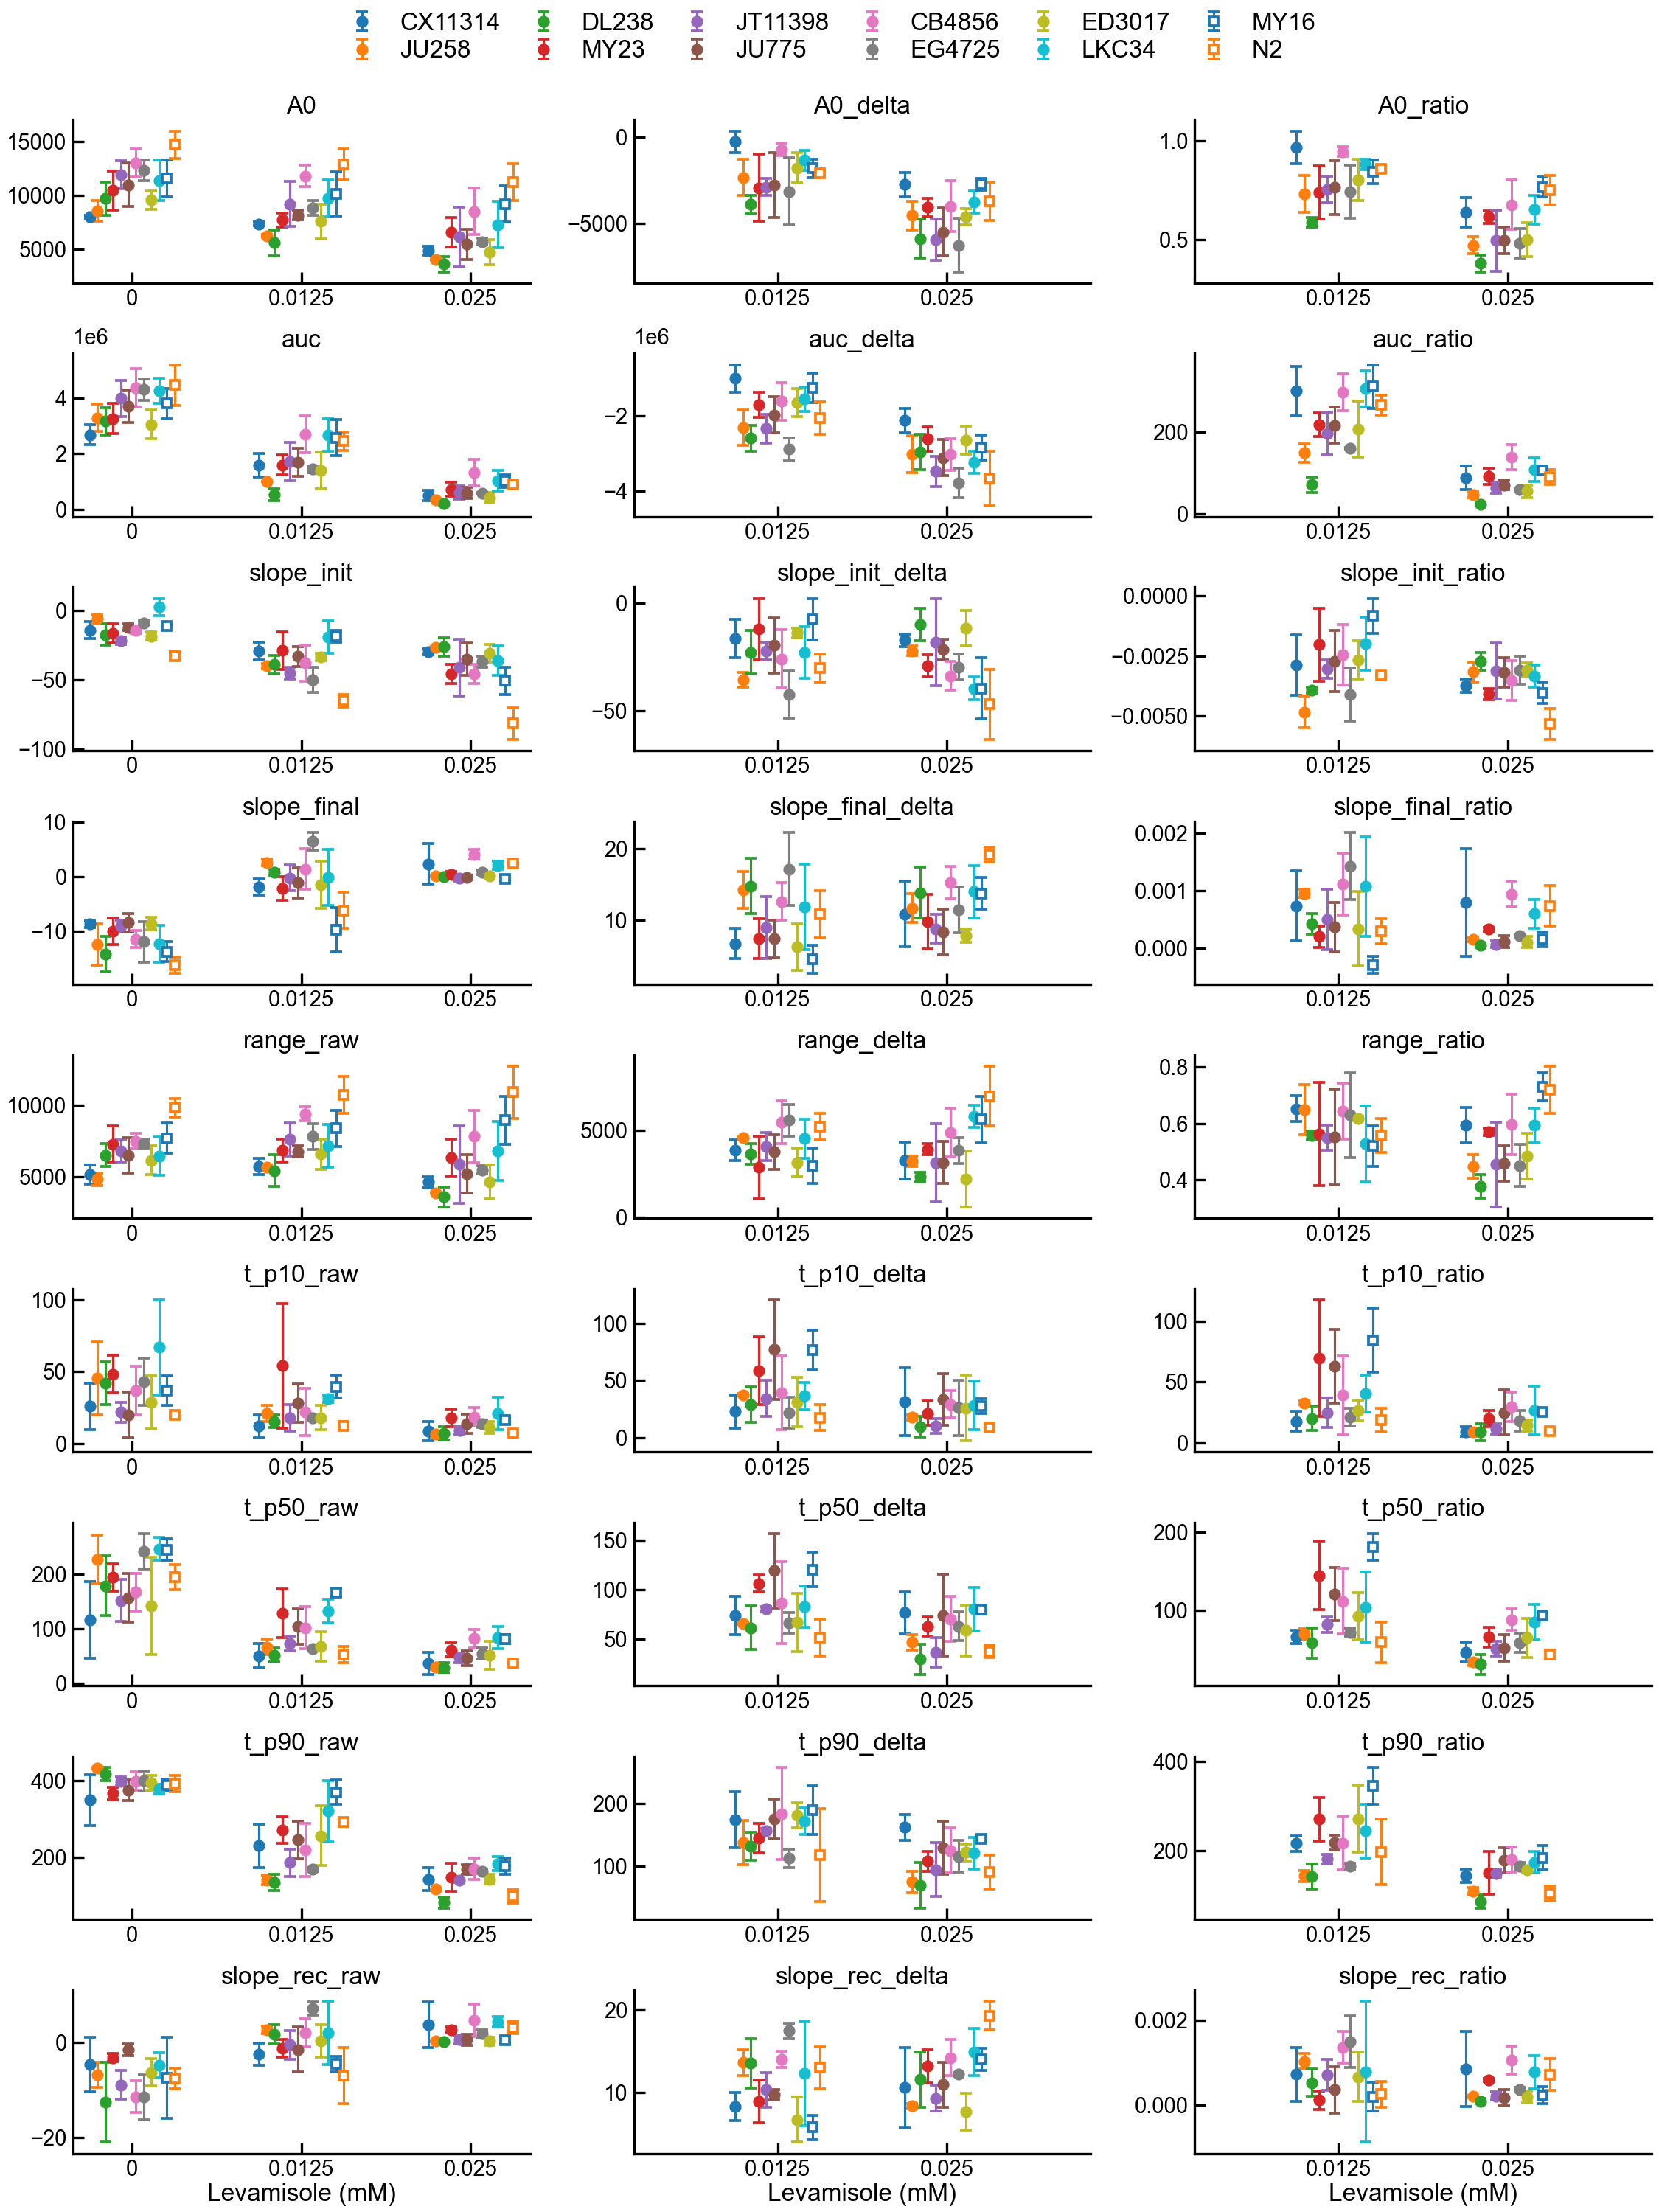 CX11314 DL238 JT11398 CB4856 ED3017 MY16
JU258 MY23 JU775 EG4725 LKC34 N2
A0 A0_delta A0_ratio
15000 0 1.0
10000
5000 −5000 0.5
0 0.0125 0.025 0.0125 0.025 0.0125 0.025
1e6 auc 1e6 auc_delta auc_ratio
4 −2 200
2
0 −4 0
0 0.0125 0.025 0.0125 0.025 0.0125 0.025
slope_init slope_init_delta slope_init_ratio
0 0 0.0000
−50 −0.0025
−100 −50 −0.0050
0 0.0125 0.025 0.0125 0.025 0.0125 0.025
slope_final slope_final_delta slope_final_ratio
10 20 0.002
0 0.001
−10 10 0.000
0 0.0125 0.025 0.0125 0.025 0.0125 0.025
range_raw range_delta range_ratio
10000 5000 0.8
0.6
5000 0 0.4
0 0.0125 0.025 0.0125 0.025 0.0125 0.025
t_p10_raw t_p10_delta t_p10_ratio
100 100 100
50 50 50
0 0 0
0 0.0125 0.025 0.0125 0.025 0.0125 0.025
t_p50_raw t_p50_delta t_p50_ratio
200 150 200
100 100 100
0 50
0 0.0125 0.025 0.0125 0.025 0.0125 0.025
t_p90_raw t_p90_delta t_p90_ratio
400 200 400
200 100 200
0 0.0125 0.025 0.0125 0.025 0.0125 0.025
slope_rec_raw slope_rec_delta slope_rec_ratio
0 20 0.002
−20 10 0.000
0 0.0125 0.025 0.0125 0.025 0.0125 0.025
Levamisole (mM) Levamisole (mM) Levamisole (mM)